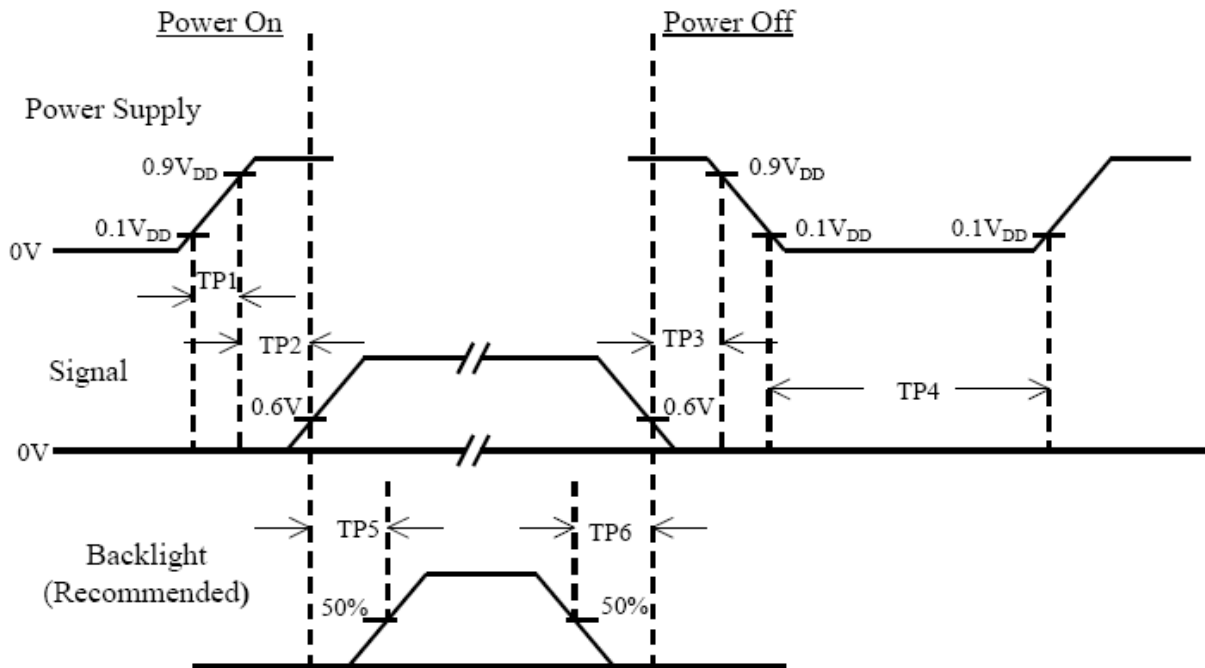 Power On
Power Off
Power Supply
0.9VDD
0.9VDD
0.1VDD
0.1VDD
0.1VDD
0V
TP1
TP2
TP3
Signal
TP4
0.6V
0.6V
0V
TP5
TP6
Backlight
(Recommended)
50%
50%